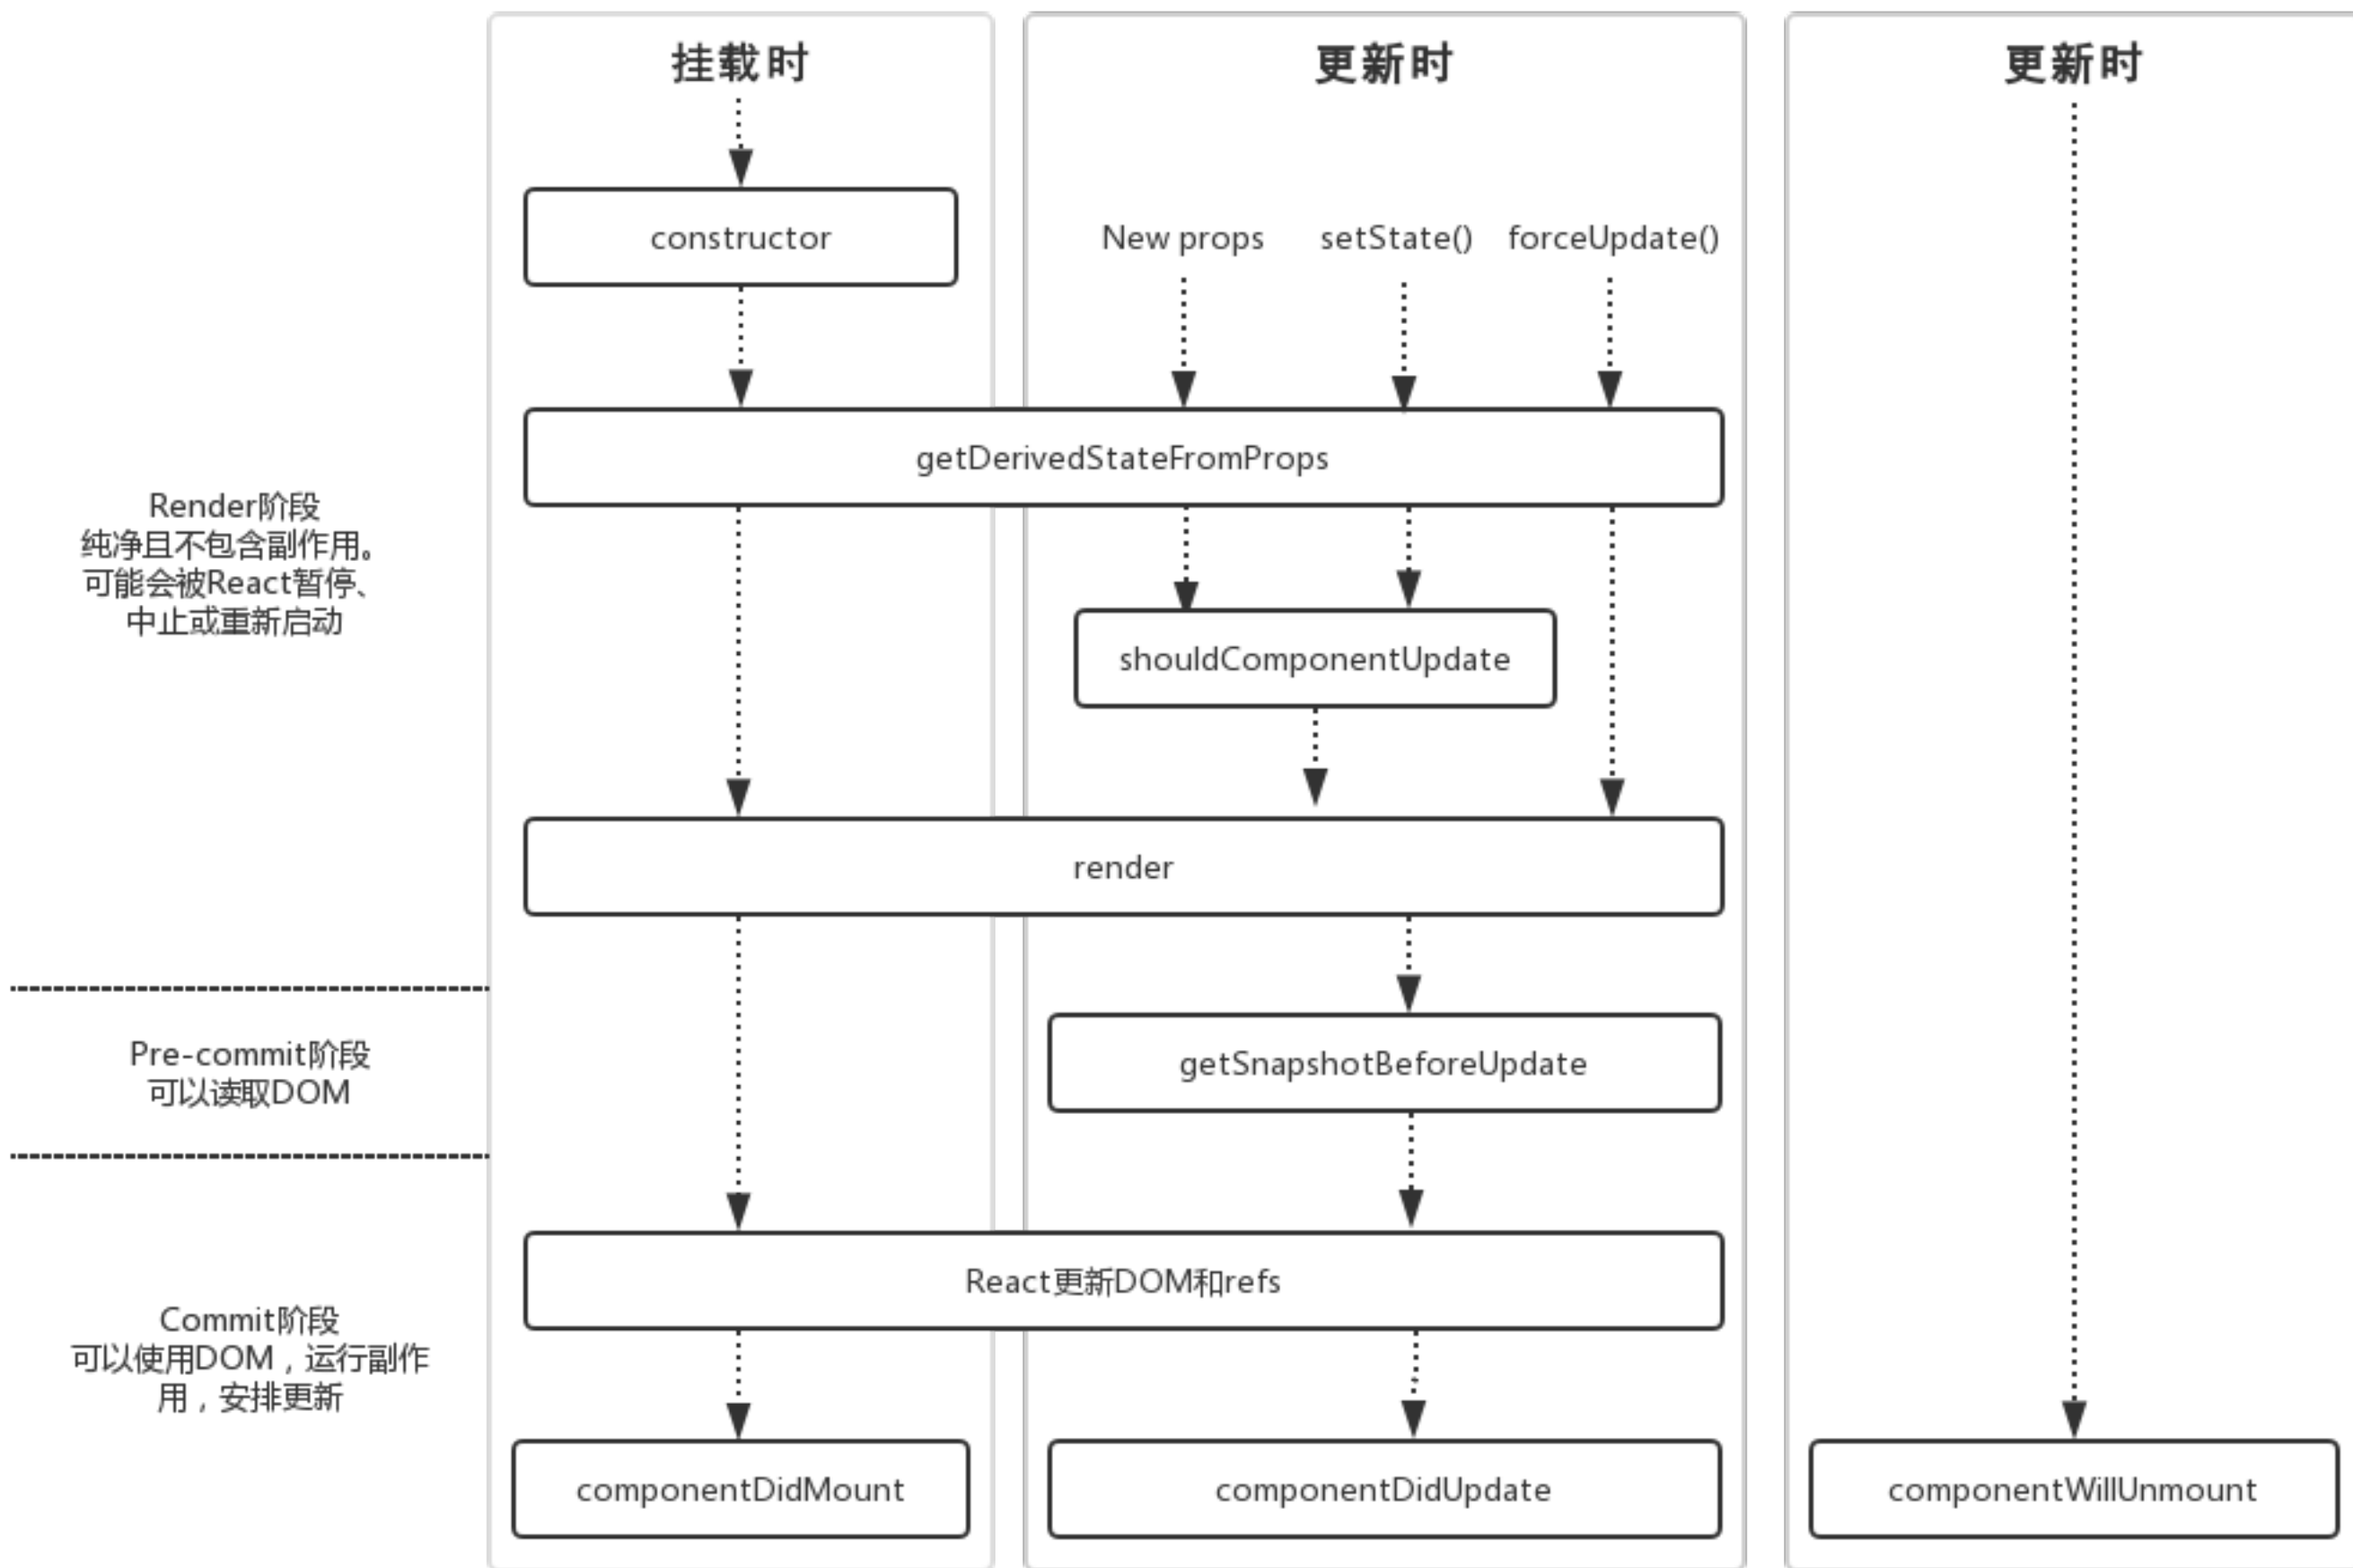 挂载时
更新时
更新时
constructor
New props
setState()
forceUpdate()
getDerivedStateFromProps
Render阶段
纯净且不包含副作用。
可能会被React暂停、
中止或重新启动
shouldComponentUpdate
render
Pre-commit阶段
可以读取DOM
getSnapshotBeforeUpdate
React更新DOM和refs
Commit阶段
可以使用DOM，运行副作
用，安排更新
componentDidMount
componentDidUpdate
componentWillUnmount